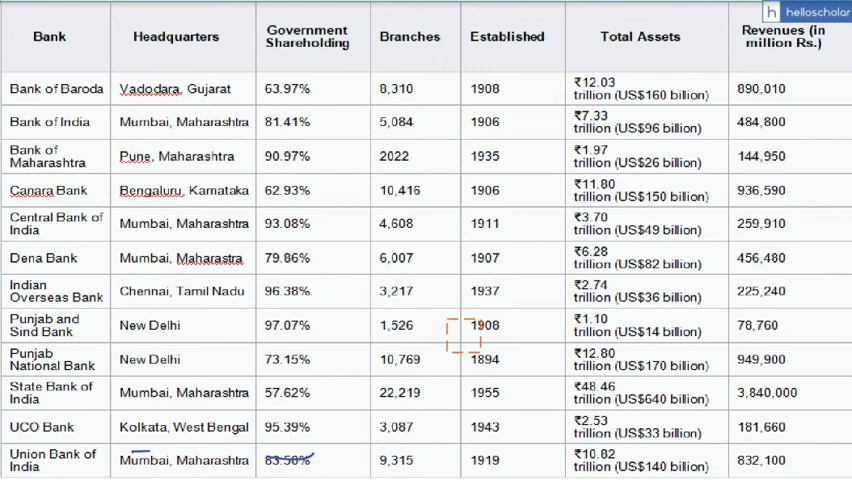 h helloscholar
Bank Headquarters Government Shareholding Branches Established Total Assets Revenues (in million Rs.)
Bank of Baroda Vadodara, Gujarat 63.97% 8,310 1908 ₹12.03 trillion (US$160 billion) 890,010
Bank of India Mumbai, Maharashtra 81.41% 5,084 1906 ₹7.33 trillion (US$96 billion) 484,800
Bank of Maharashtra Pune, Maharashtra 90.97% 2022 1935 ₹1.97 trillion (US$26 billion) 144,950
Canara Bank Bengaluru, Karnataka 62.93% 10,416 1906 ₹11.80 trillion (US$150 billion) 936,590
Central Bank of India Mumbai, Maharashtra 93.08% 4,608 1911 ₹3.70 trillion (US$49 billion) 259,910
Dena Bank Mumbai, Maharastra 79.86% 6,007 1907 ₹6.28 trillion (US$82 billion) 456,480
Indian Overseas Bank Chennai, Tamil Nadu 96.38% 3,217 1937 ₹2.74 trillion (US$36 billion) 225,240
Punjab and Sind Bank New Delhi 97.07% 1,526 1908 ₹1.10 trillion (US$14 billion) 78,760
Punjab National Bank New Delhi 73.15% 10,769 1894 ₹12.80 trillion (US$170 billion) 949,900
State Bank of India Mumbai, Maharashtra 57.62% 22,219 1955 ₹48.46 trillion (US$640 billion) 3,840,000
UCO Bank Kolkata, West Bengal 95.39% 3,087 1943 ₹2.53 trillion (US$33 billion) 181,660
Union Bank of India Mumbai, Maharashtra 83.50% 9,315 1919 ₹10.82 trillion (US$140 billion) 832,100